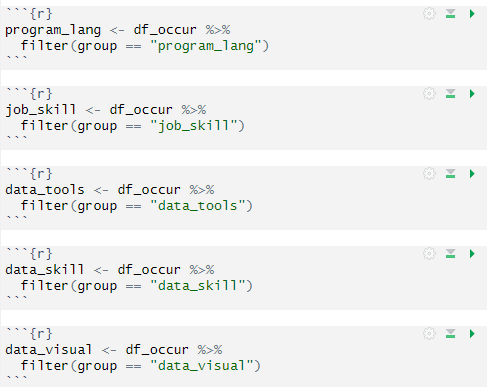 ```{r}
program_lang <- df_occur %>%
  filter(group == "program_lang")
```
```{r}
job_skill <- df_occur %>%
  filter(group == "job_skill")
```
```{r}
data_tools <- df_occur %>%
  filter(group == "data_tools")
```
```{r}
data_skill <- df_occur %>%
  filter(group == "data_skill")
```
```{r}
data_visual <- df_occur %>%
  filter(group == "data_visual")
```